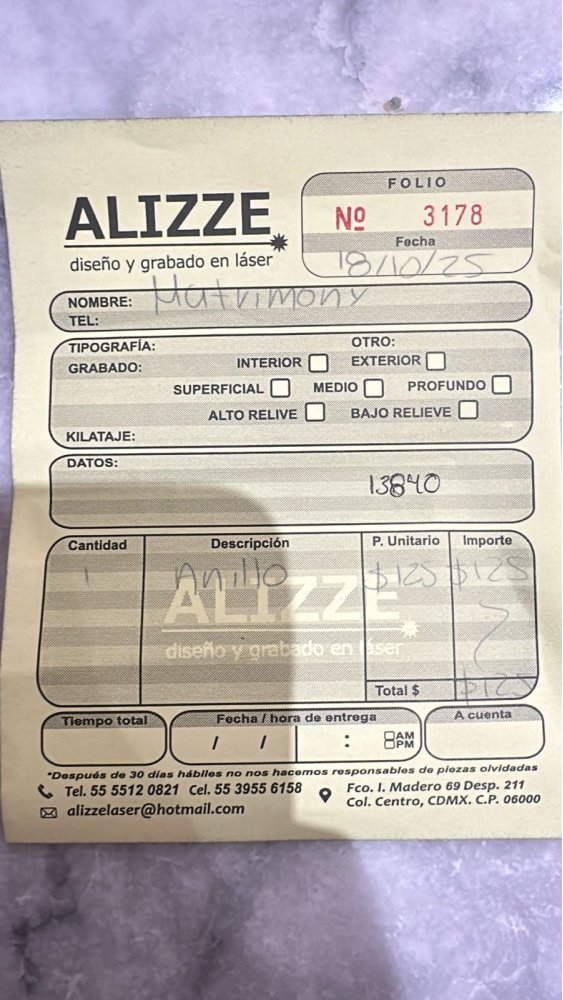 FOLIO
ALIZZE
Nº 3178
Fecha
diseño y grabado en láser
18/10/25
NOMBRE: Matrimony
TEL:
TIPOGRAFÍA: OTRO:
GRABADO: INTERIOR EXTERIOR
SUPERFICIAL MEDIO PROFUNDO
ALTO RELIVE BAJO RELIEVE
KILATAJE:
DATOS:
13840
Cantidad Descripción P. Unitario Importe
1 Anillo $125 $125
ALIZZE
diseño y grabado en láser
Total $ $125
Tiempo total Fecha / hora de entrega A cuenta
/ / : AM
PM
*Después de 30 días hábiles no nos hacemos responsables de piezas olvidadas
Tel. 55 5512 0821 Cel. 55 3955 6158 Fco. I. Madero 69 Desp. 211
alizzelaser@hotmail.com Col. Centro, CDMX. C.P. 06000